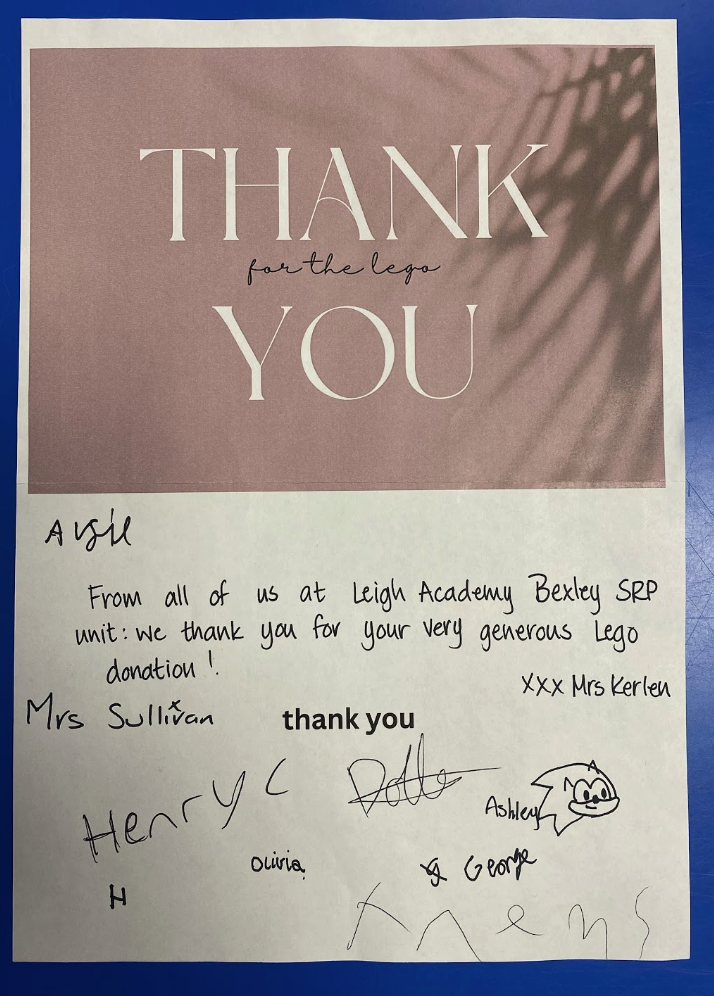 THANK
for the lego
YOU
From all of us at Leigh Academy Bexley SRP
unit: we thank you for your very generous Lego
donation!
xxx Mrs Kerlen
Mrs Sullivan
thank you
Henry C
Ashley
Olivia
George
H